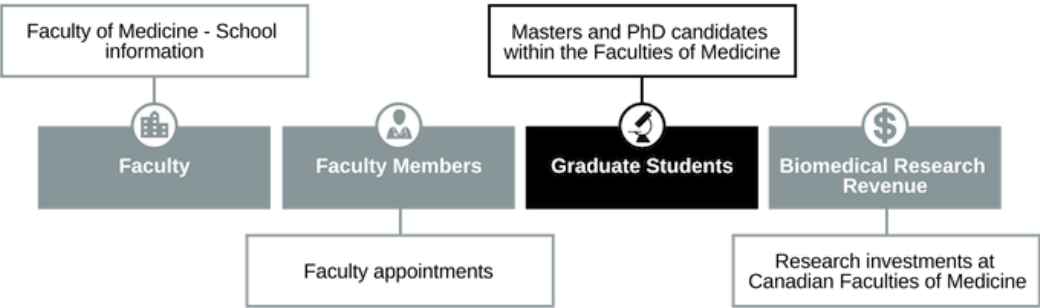 Faculty of Medicine - School
information
Masters and PhD candidates
within the Faculties of Medicine
Faculty
Faculty Members
Graduate Students
Biomedical Research
Revenue
Faculty appointments
Research investments at
Canadian Faculties of Medicine